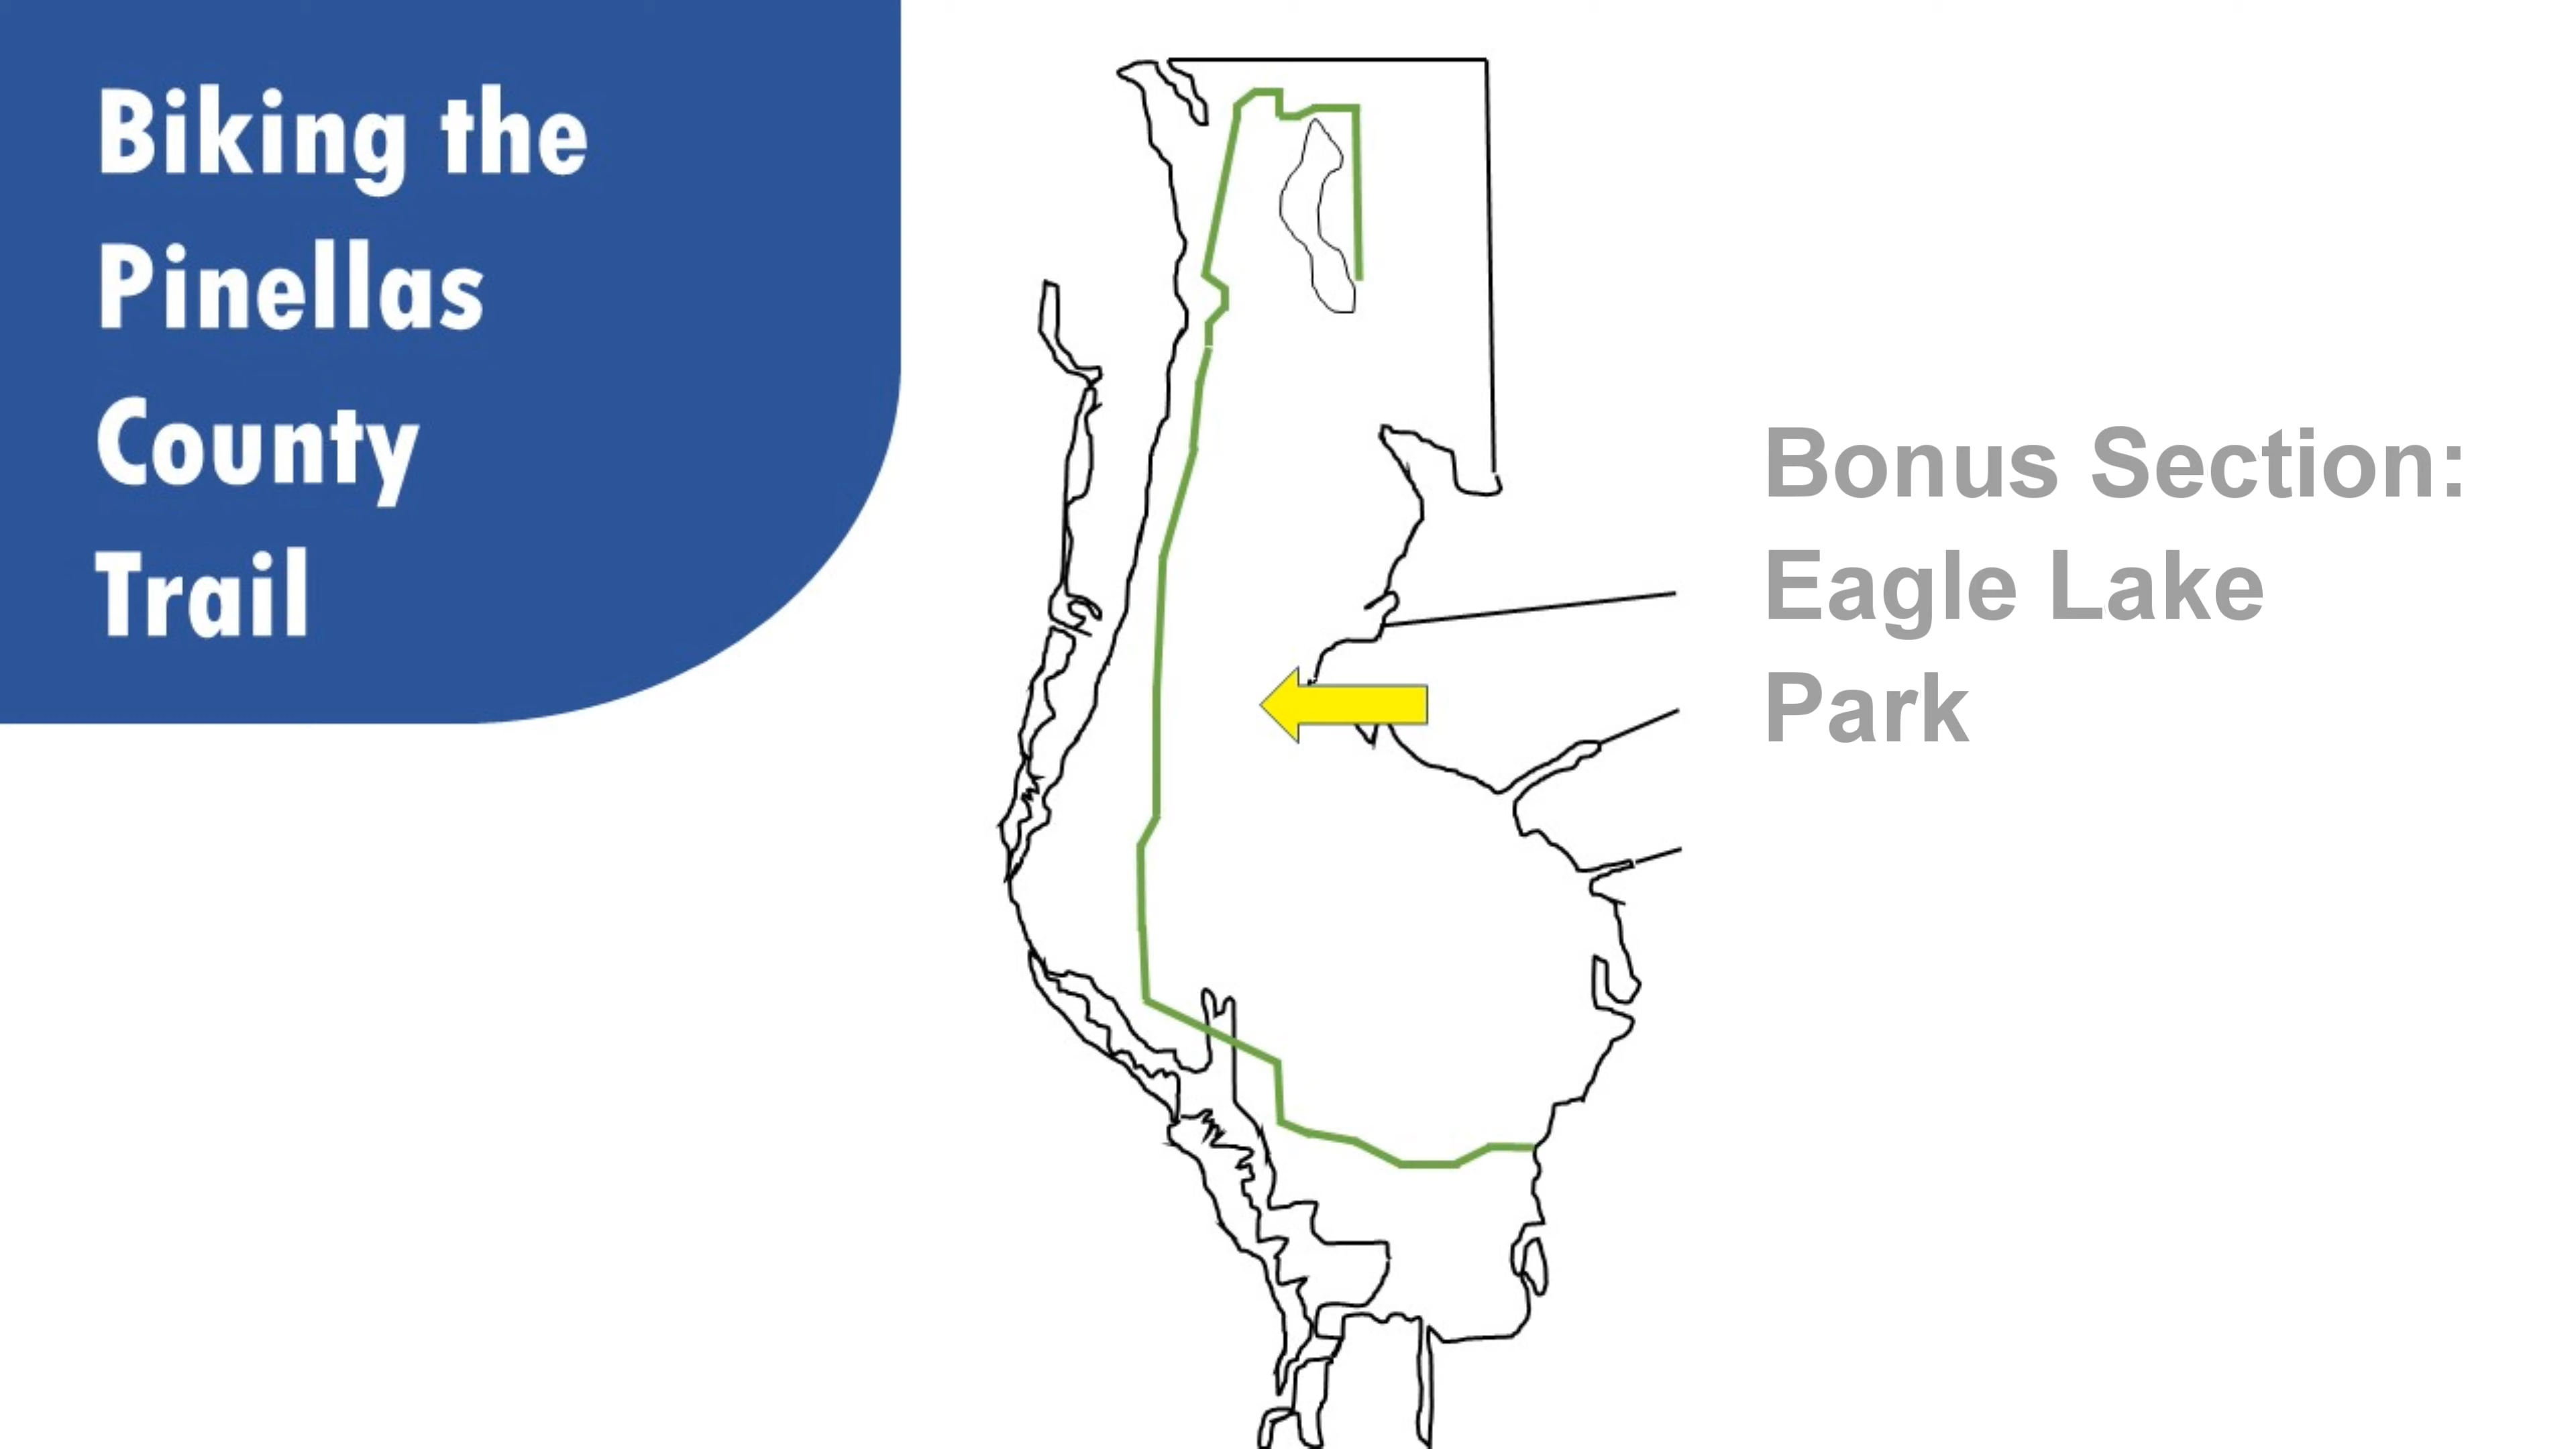 Biking the
Pinellas
County
Trail
Bonus Section:
Eagle Lake
Park